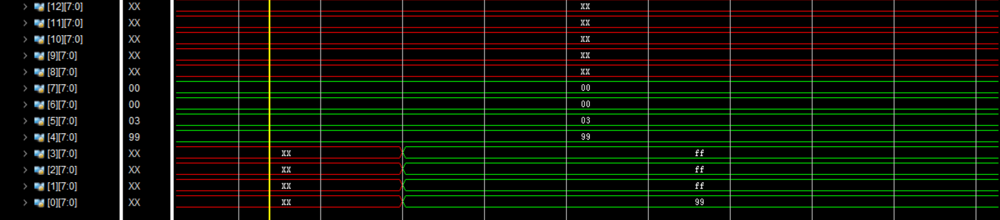 [12][7:0] XX XX
[11][7:0] XX XX
[10][7:0] XX XX
[9][7:0] XX XX
[8][7:0] XX XX
[7][7:0] 00 00
[6][7:0] 00 00
[5][7:0] 03 03
[4][7:0] 99 99
[3][7:0] XX XX ff
[2][7:0] XX XX ff
[1][7:0] XX XX ff
[0][7:0] XX XX 99